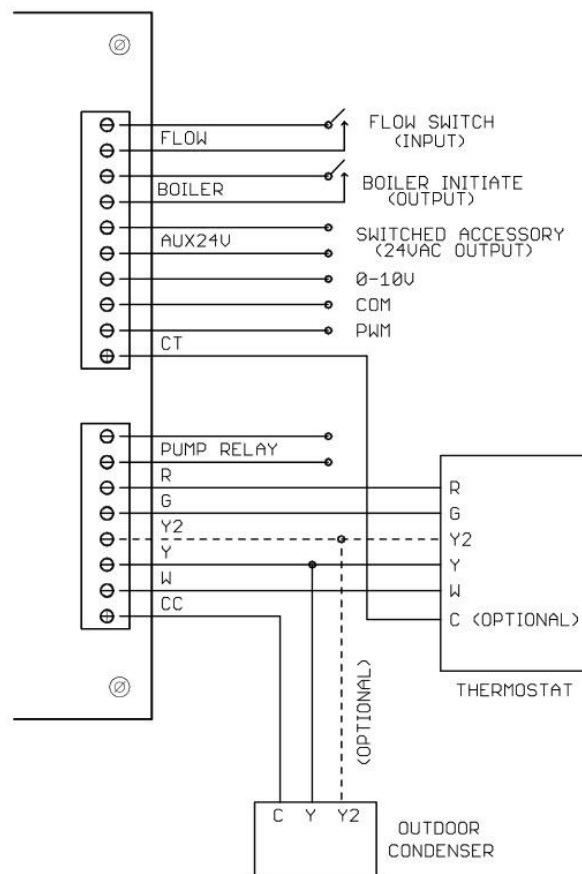 FLOW
FLOW SWITCH
(INPUT)
BOILER
BOILER INITIATE
(OUTPUT)
AUX24V
SWITCHED ACCESSORY
(24VAC OUTPUT)
0-10V
COM
PWM
CT
PUMP RELAY
R
R
G
G
Y2
Y2
Y
Y
W
W
CC
C (OPTIONAL)
THERMOSTAT
(OPTIONAL)
C Y Y2
OUTDOOR
CONDENSER